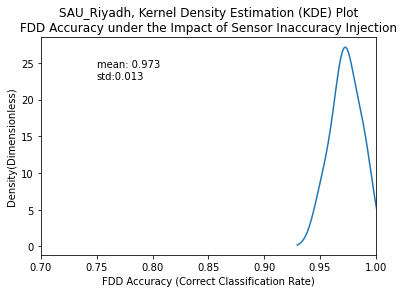 SAU_Riyadh, Kernel Density Estimation (KDE) Plot
FDD Accuracy under the Impact of Sensor Inaccuracy Injection
mean: 0.973
std:0.013
Density(Dimensionless)
25
20
15
10
5
0
0.70 0.75 0.80 0.85 0.90 0.95 1.00
FDD Accuracy (Correct Classification Rate)